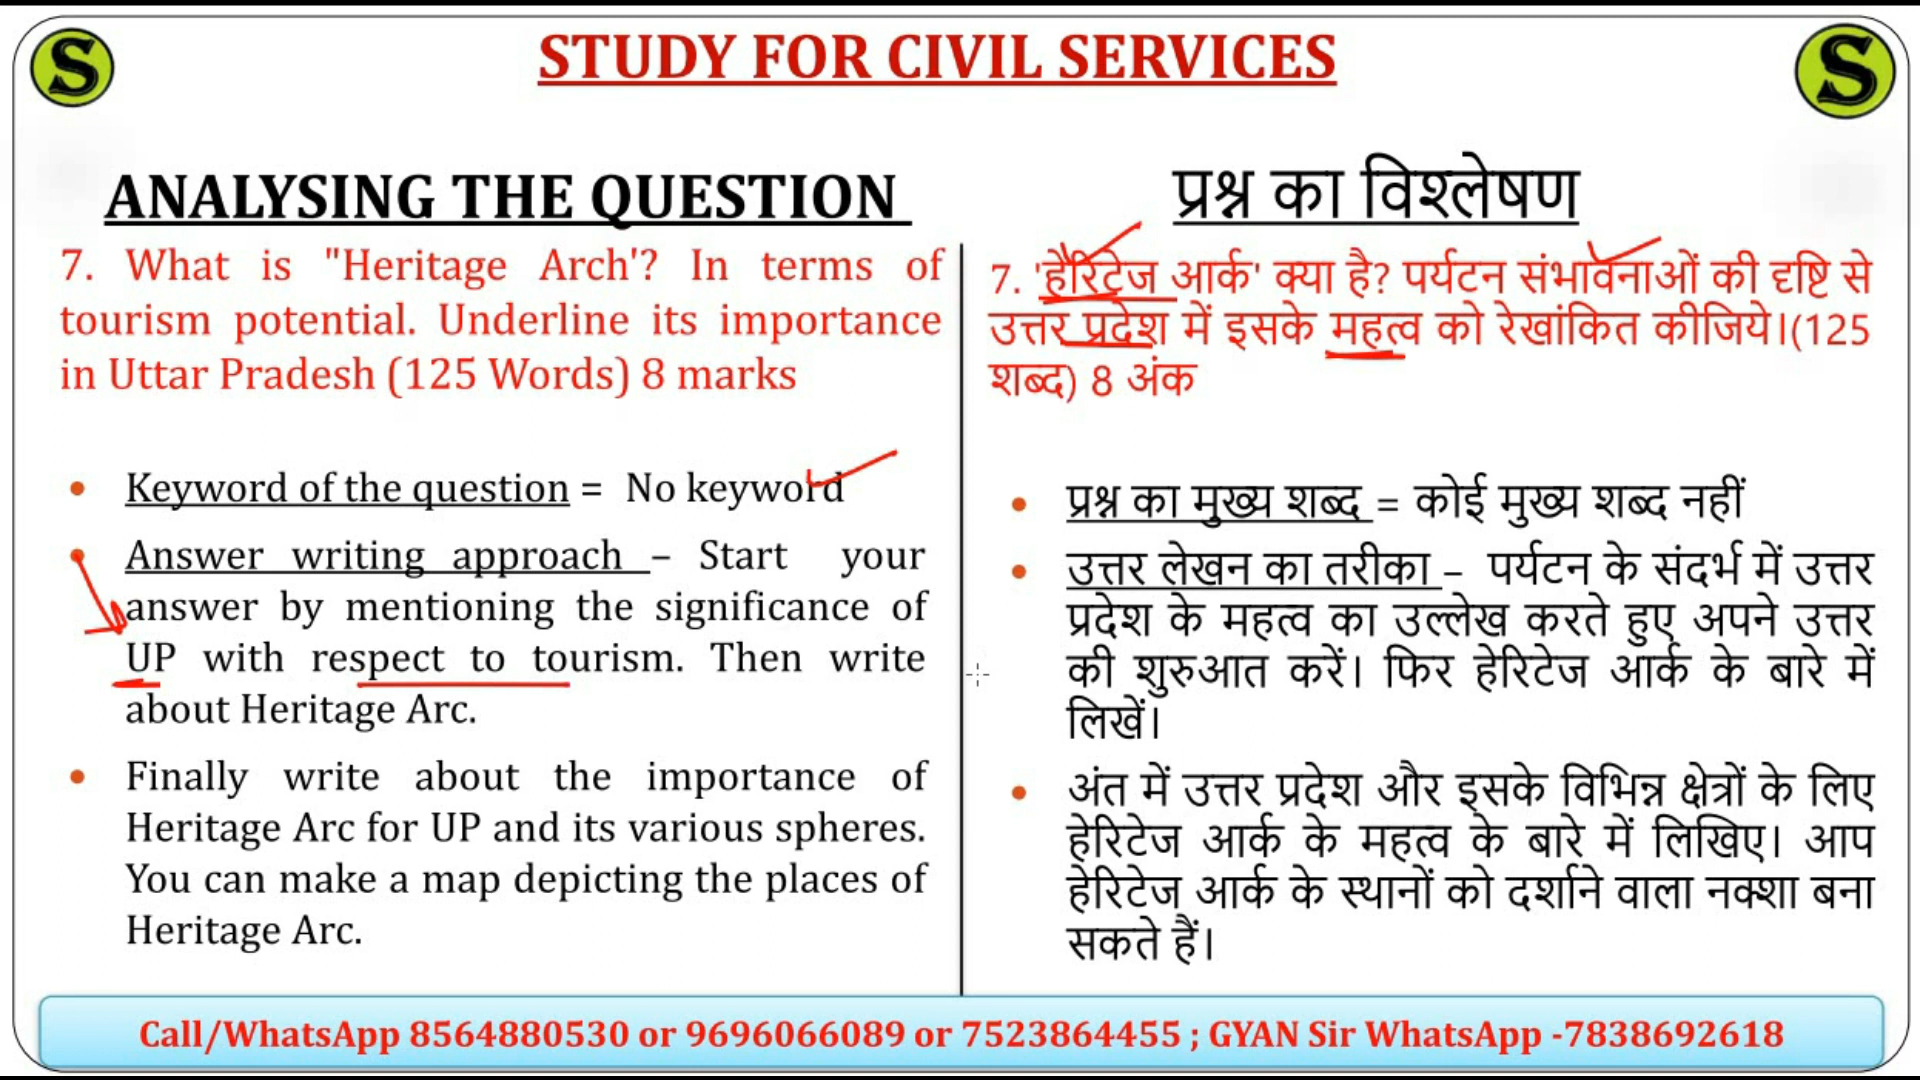 S
STUDY FOR CIVIL SERVICES
S
ANALYSING THE QUESTION
7. What is "Heritage Arch'? In terms of
tourism potential. Underline its importance
in Uttar Pradesh (125 Words) 8 marks
• Keyword of the question = No keyword
• Answer writing approach – Start your
answer by mentioning the significance of
UP with respect to tourism. Then write
about Heritage Arc.
• Finally write about the importance of
Heritage Arc for UP and its various spheres.
You can make a map depicting the places of
Heritage Arc.
प्रश्न का विश्लेषण
7. 'हैरिटेज आर्क' क्या है? पर्यटन संभावनाओं की दृष्टि से
उत्तर प्रदेश में इसके महत्व को रेखांकित कीजिये।(125
शब्द) 8 अंक
• प्रश्न का मुख्य शब्द = कोई मुख्य शब्द नहीं
• उत्तर लेखन का तरीका – पर्यटन के संदर्भ में उत्तर
प्रदेश के महत्व का उल्लेख करते हुए अपने उत्तर
की शुरुआत करें। फिर हेरिटेज आर्क के बारे में
लिखें।
• अंत में उत्तर प्रदेश और इसके विभिन्न क्षेत्रों के लिए
हेरिटेज आर्क के महत्व के बारे में लिखिए। आप
हेरिटेज आर्क के स्थानों को दर्शाने वाला नक्शा बना
सकते हैं।
Call/WhatsApp 8564880530 or 9696066089 or 7523864455 ; GYAN Sir WhatsApp -7838692618